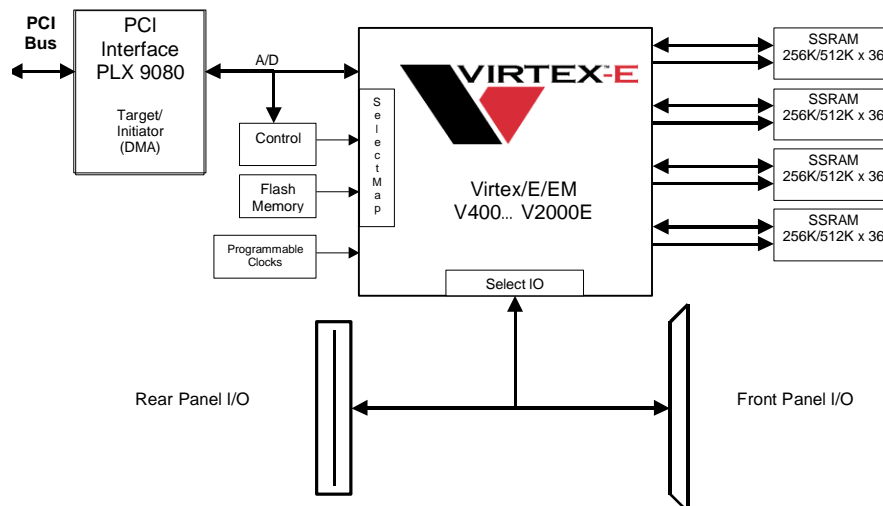 PCI
Bus
PCI
Interface
PLX 9080
Target/
Initiator
(DMA)
A/D
Control
Flash
Memory
Programmable
Clocks
SelectMap
VIRTEX™-E
Virtex/E/EM
V400... V2000E
Select IO
SSRAM
256K/512K x 36
SSRAM
256K/512K x 36
SSRAM
256K/512K x 36
SSRAM
256K/512K x 36
Rear Panel I/O
Front Panel I/O